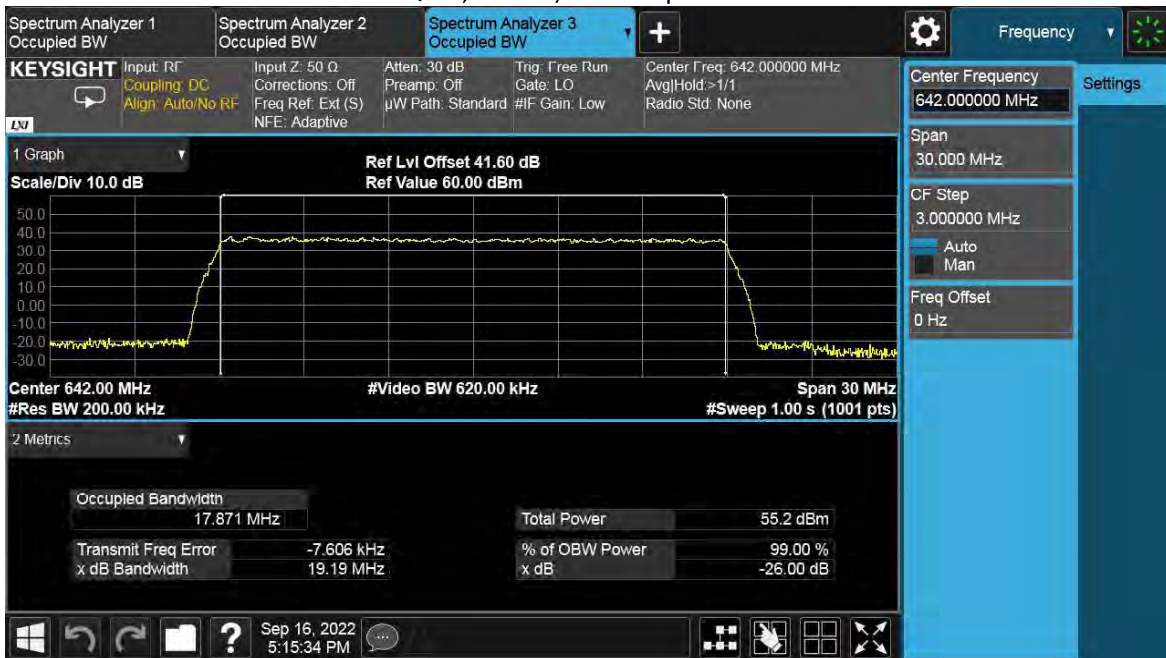 Spectrum Analyzer 1
Occupied BW
Spectrum Analyzer 2
Occupied BW
Spectrum Analyzer 3
Occupied BW
Frequency
KEYSIGHT
Input: RF
Coupling: DC
Align: Auto/No RF
Input Z: 50 Ω
Corrections: Off
Freq Ref: Ext (S)
NFE: Adaptive
Atten: 30 dB
Preamp: Off
µW Path: Standard
Trig: Free Run
Gate: LO
#IF Gain: Low
Center Freq: 642.000000 MHz
Avg|Hold:>1/1
Radio Std: None
LXI
Center Frequency
642.000000 MHz
Settings
Span
30.000 MHz
CF Step
3.000000 MHz
Auto
Man
Freq Offset
0 Hz
1 Graph
Scale/Div 10.0 dB
Ref Lvl Offset 41.60 dB
Ref Value 60.00 dBm
50.0
40.0
30.0
20.0
10.0
0.00
-10.0
-20.0
-30.0
Center 642.00 MHz
#Video BW 620.00 kHz
Span 30 MHz
#Res BW 200.00 kHz
#Sweep 1.00 s (1001 pts)
2 Metrics
Occupied Bandwidth
17.871 MHz
Total Power 55.2 dBm
Transmit Freq Error -7.606 kHz
% of OBW Power 99.00 %
x dB Bandwidth 19.19 MHz
x dB -26.00 dB
?
Sep 16, 2022
5:15:34 PM